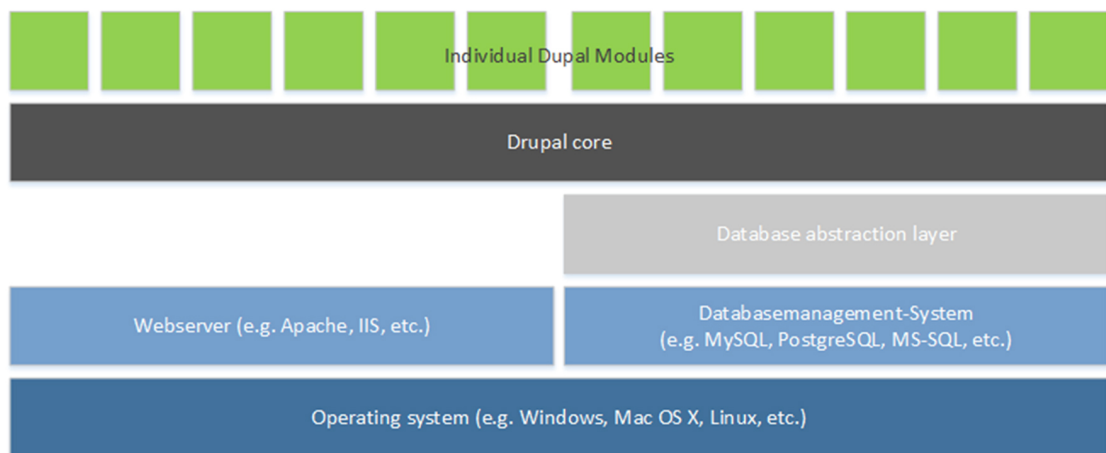 Individual Dupal Modules
Drupal core
Database abstraction layer
Webserver (e.g. Apache, IIS, etc.)
Databasemanagement-System
(e.g. MySQL, PostgreSQL, MS-SQL, etc.)
Operating system (e.g. Windows, Mac OS X, Linux, etc.)